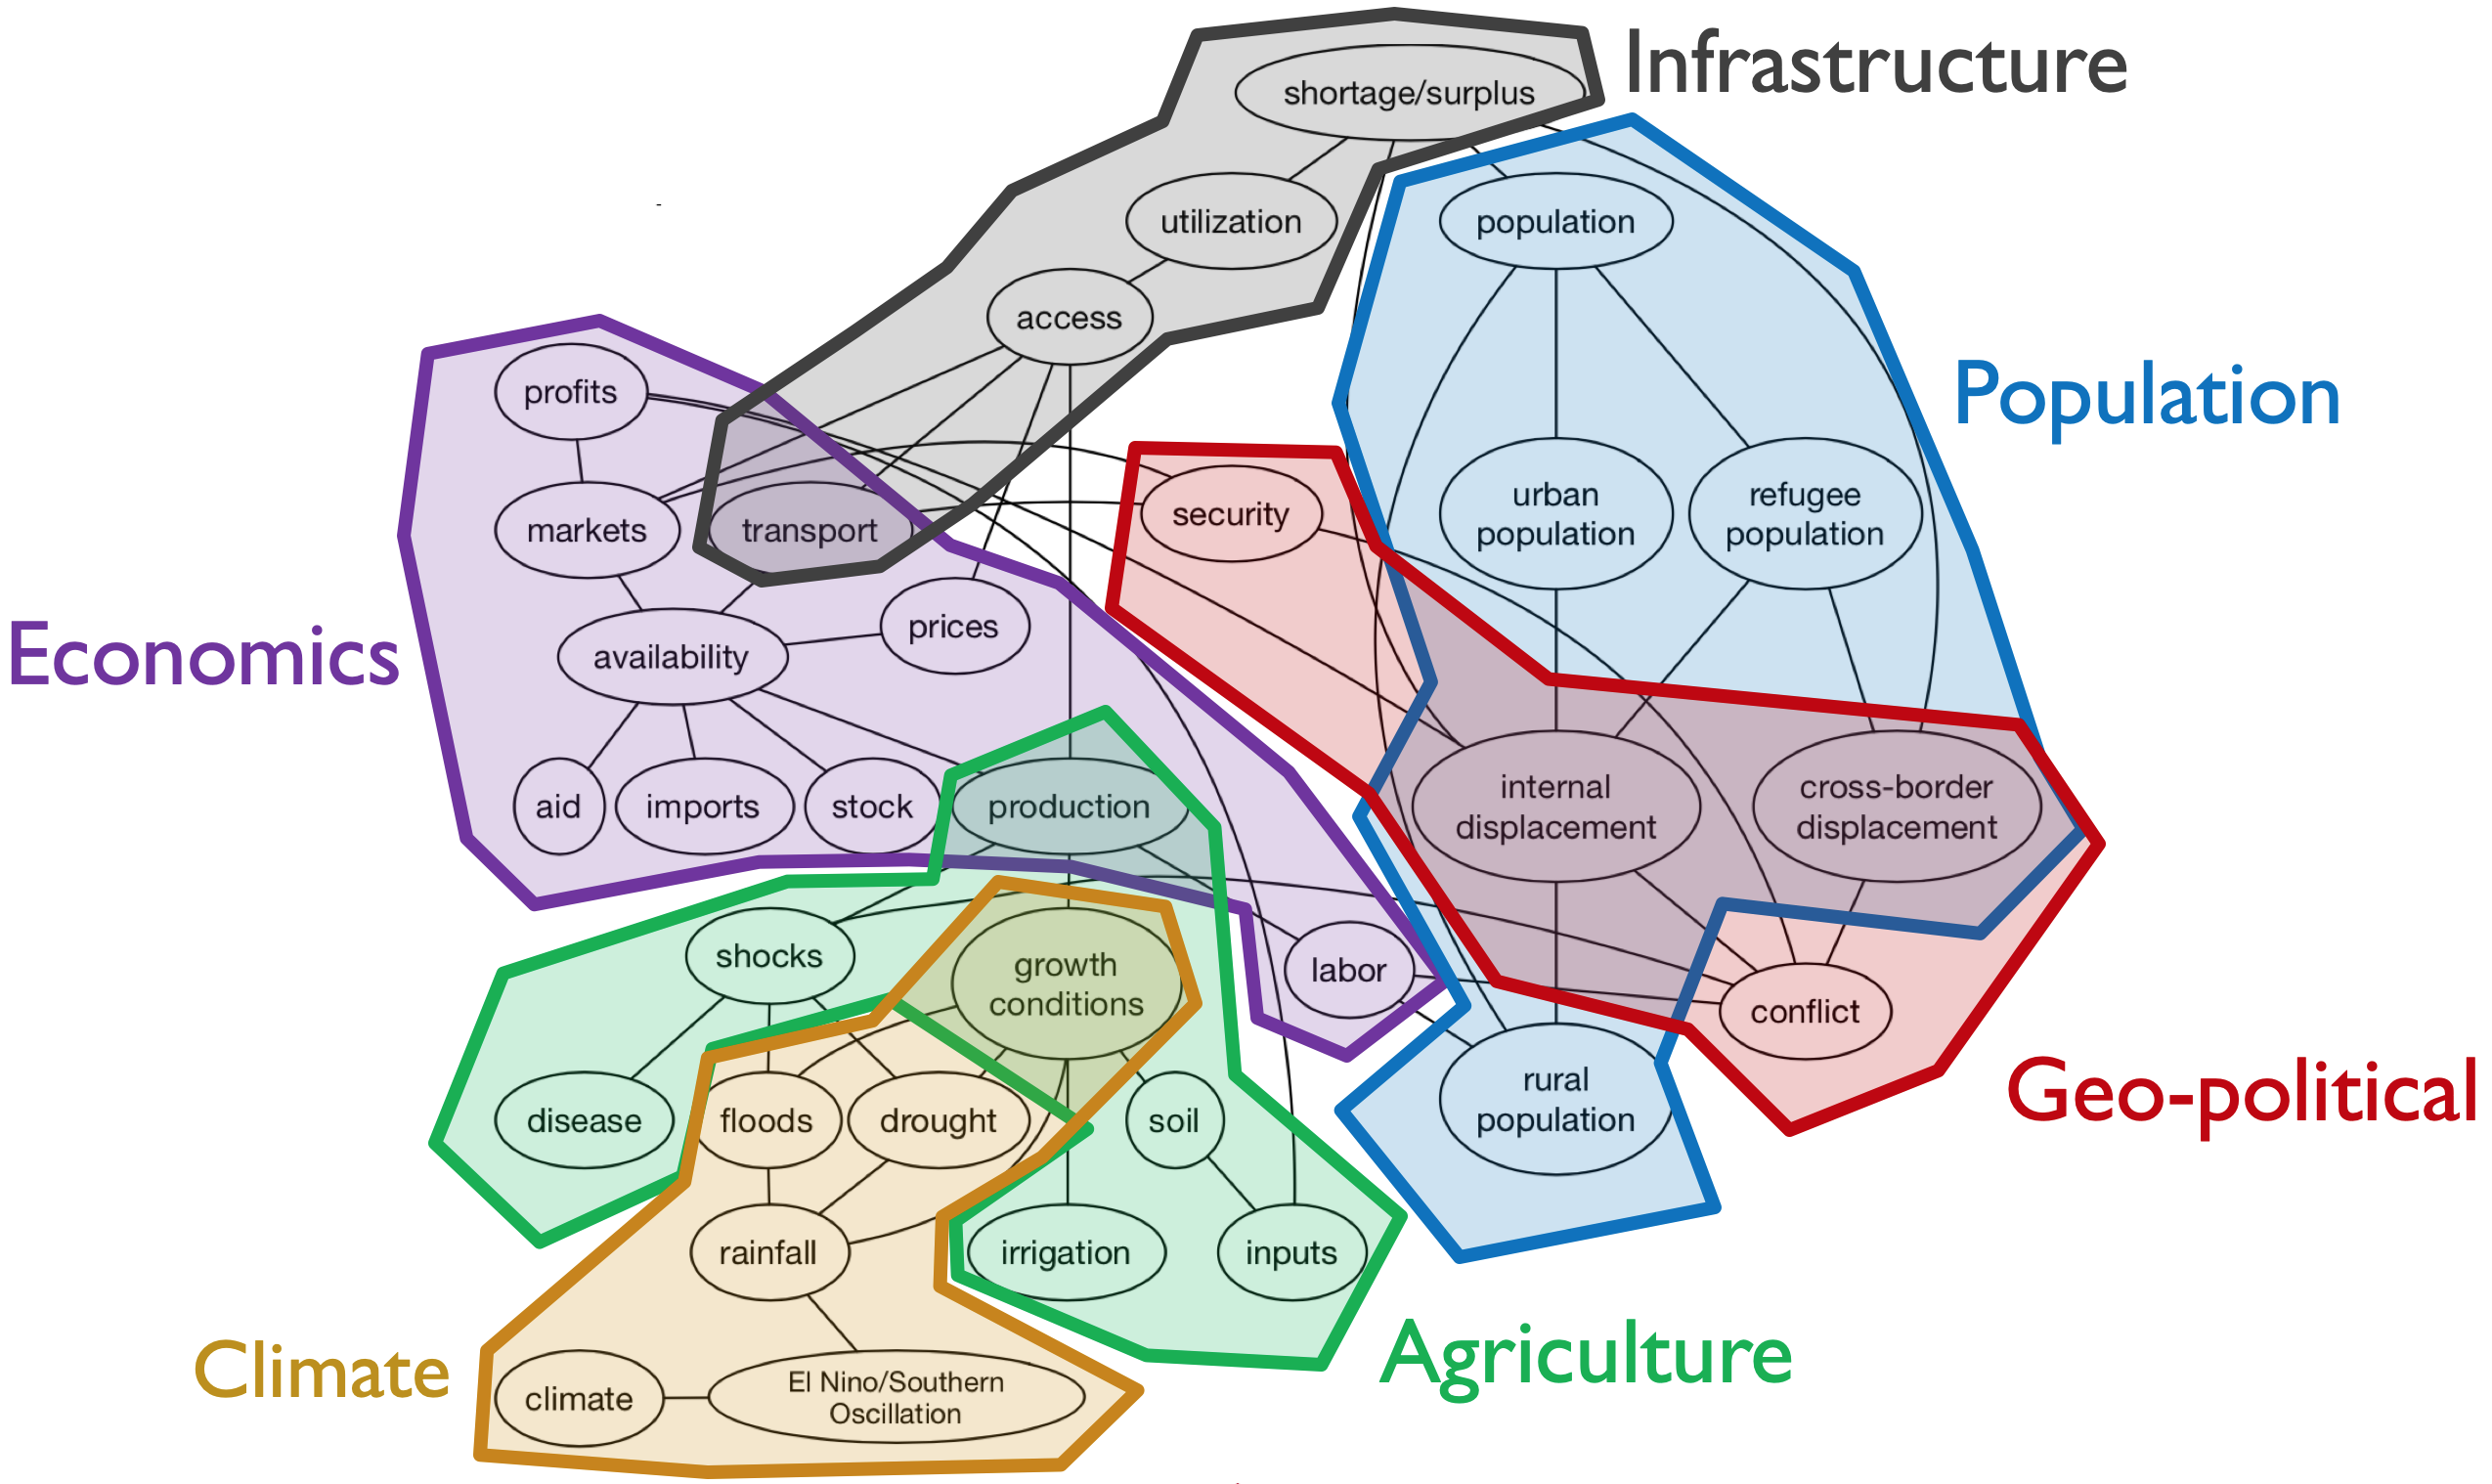 Infrastructure
shortage/surplus
utilization
population
access
Population
profits
markets
transport
security
urban
population
refugee
population
Economics
availability
prices
aid
imports
stock
production
internal
displacement
cross-border
displacement
shocks
growth
conditions
labor
conflict
Geo-political
disease
floods
drought
soil
rural
population
rainfall
irrigation
inputs
Agriculture
Climate
climate
El Nino/Southern
Oscillation